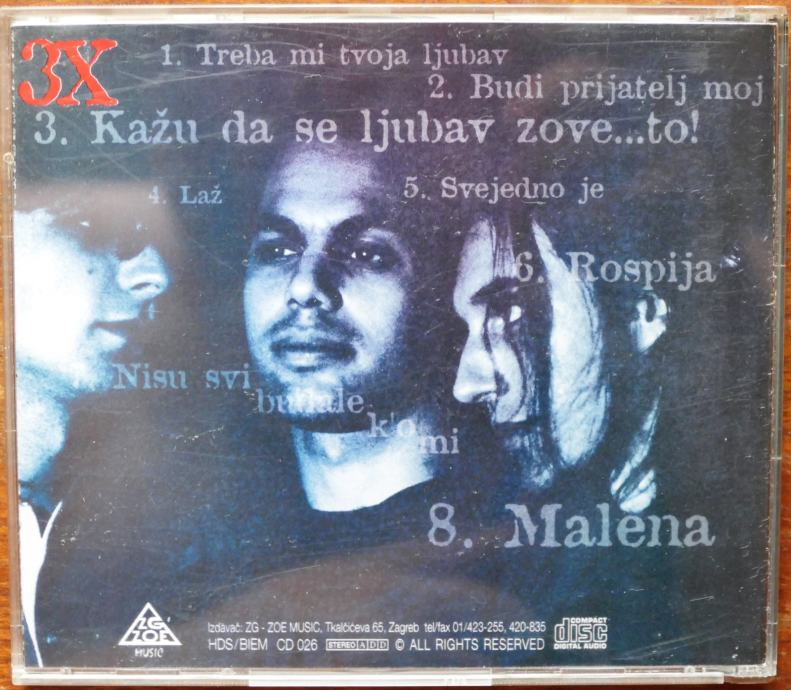 3X
1. Treba mi tvoja ljubav
2. Budi prijatelj moj
3. Kažu da se ljubav zove...to!
4. Laž
5. Svejedno je
6. Rospija
Nisu svi
budale
k'o
mi
8. Malena
ZG
ZOE
MUSIC
Izdavač: ZG - ZOE MUSIC, Tkalčićeva 65, Zagreb tel/fax 01/423-255, 420-835
HDS/BIEM CD 026 STEREO ADD © ALL RIGHTS RESERVED
COMPACT
disc
DIGITAL AUDIO